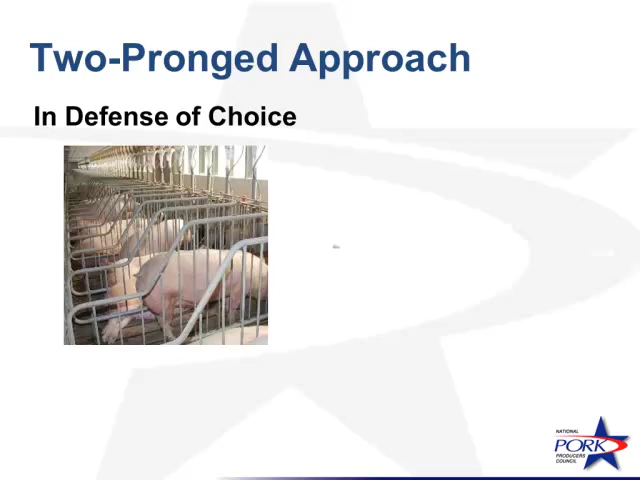 Two-Pronged Approach
In Defense of Choice
NATIONAL
PORK
PRODUCERS
COUNCIL